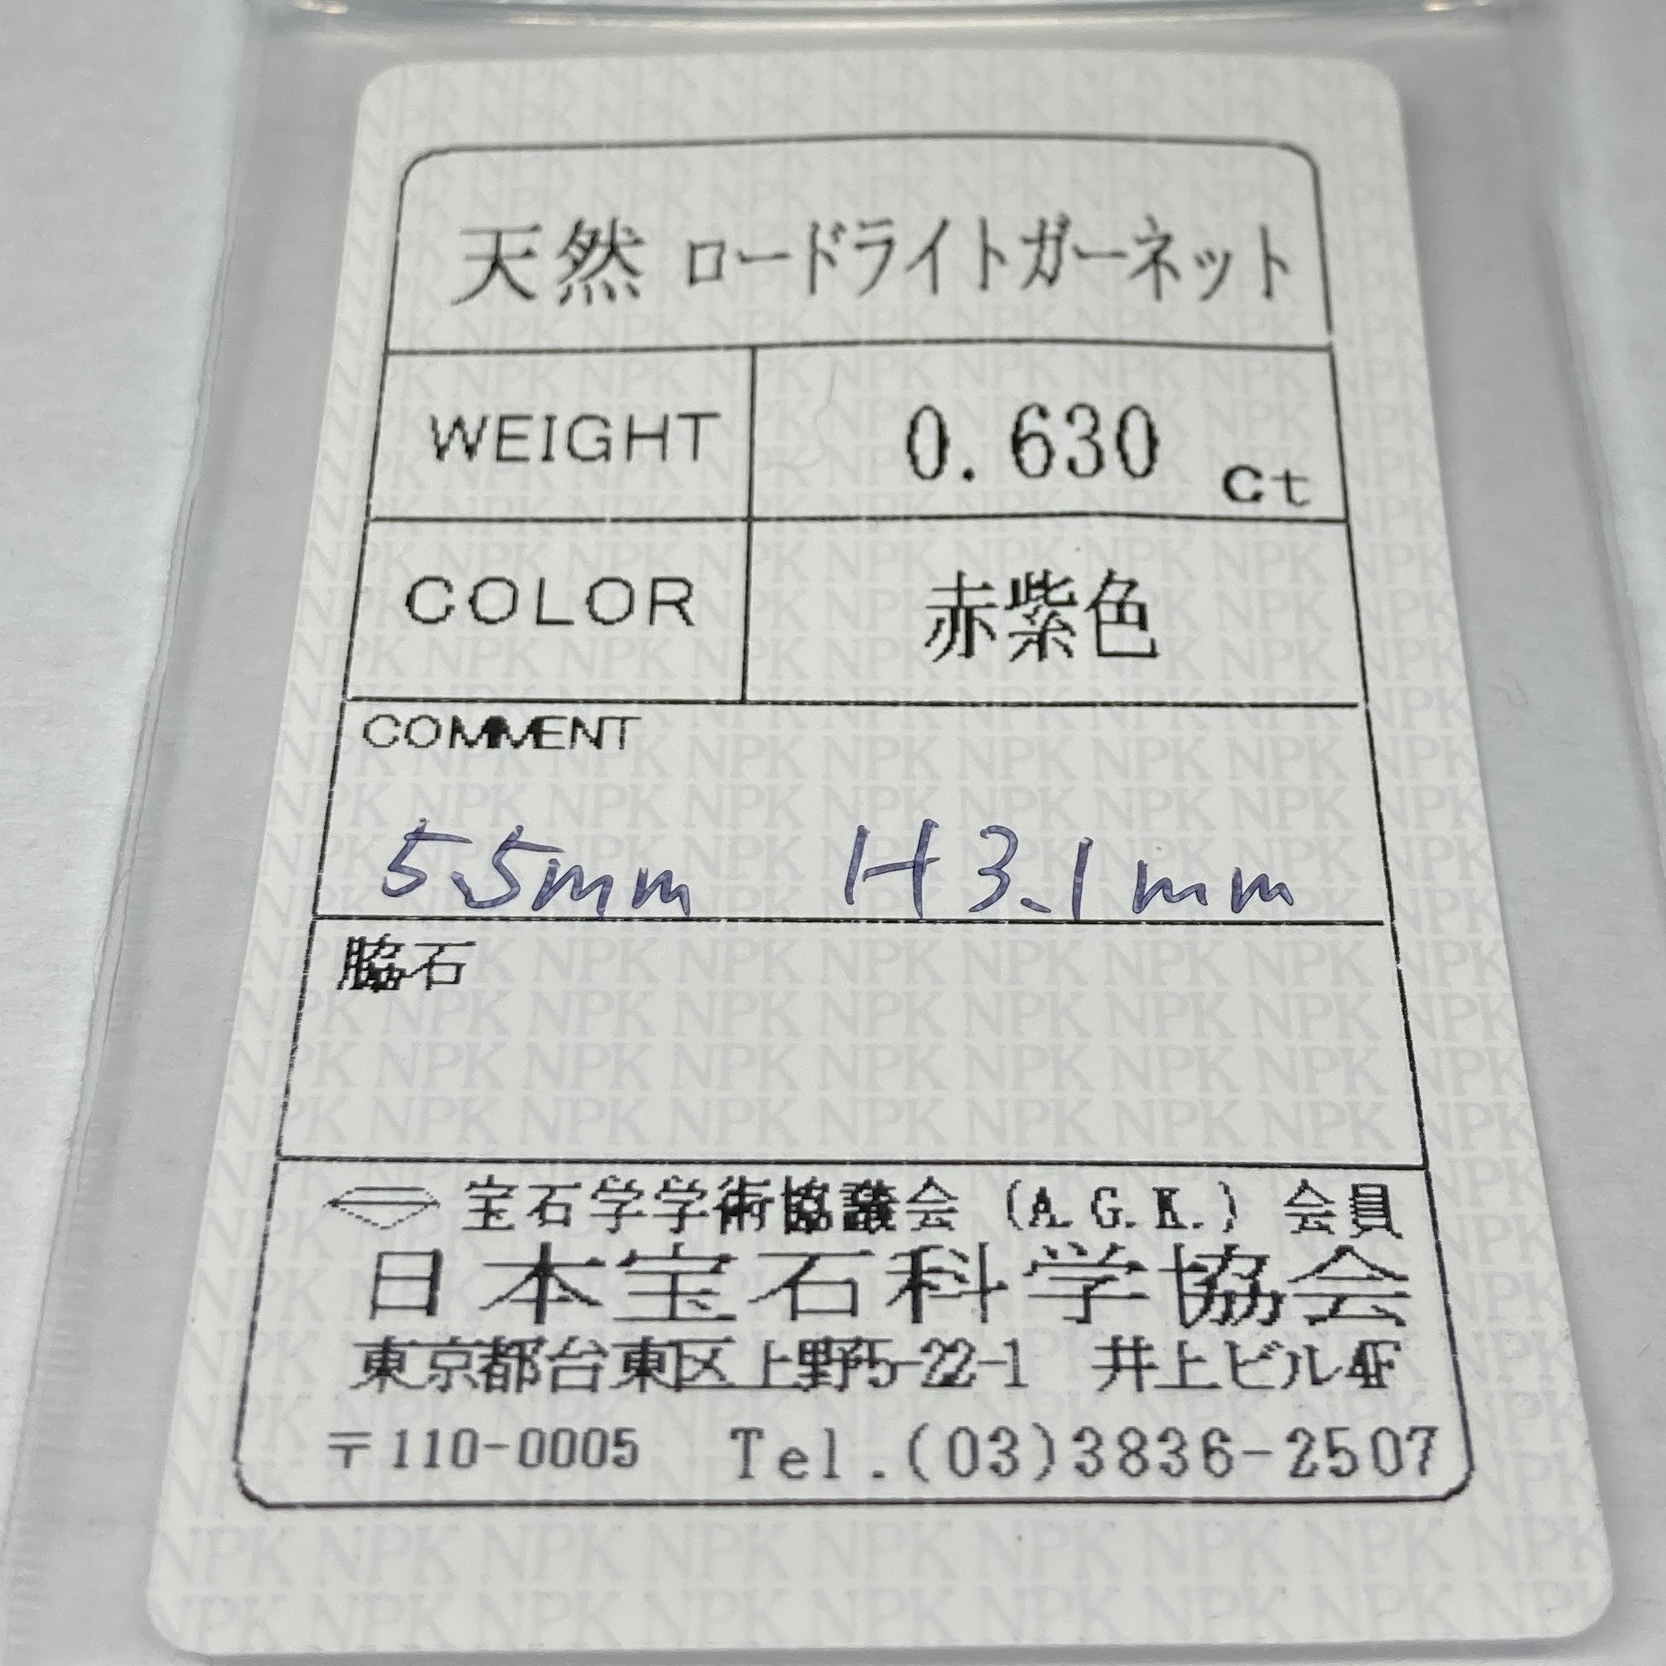 天然 ロードライトガーネット
WEIGHT 0.630 ct
COLOR 赤紫色
COMMENT
5.5mm H 3.1mm
脇石
宝石学学術協議会 (A.G.K.) 会員
日本宝石科学協会
東京都台東区上野5-22-1 井上ビル4F
〒110-0005 Tel.(03)3836-2507